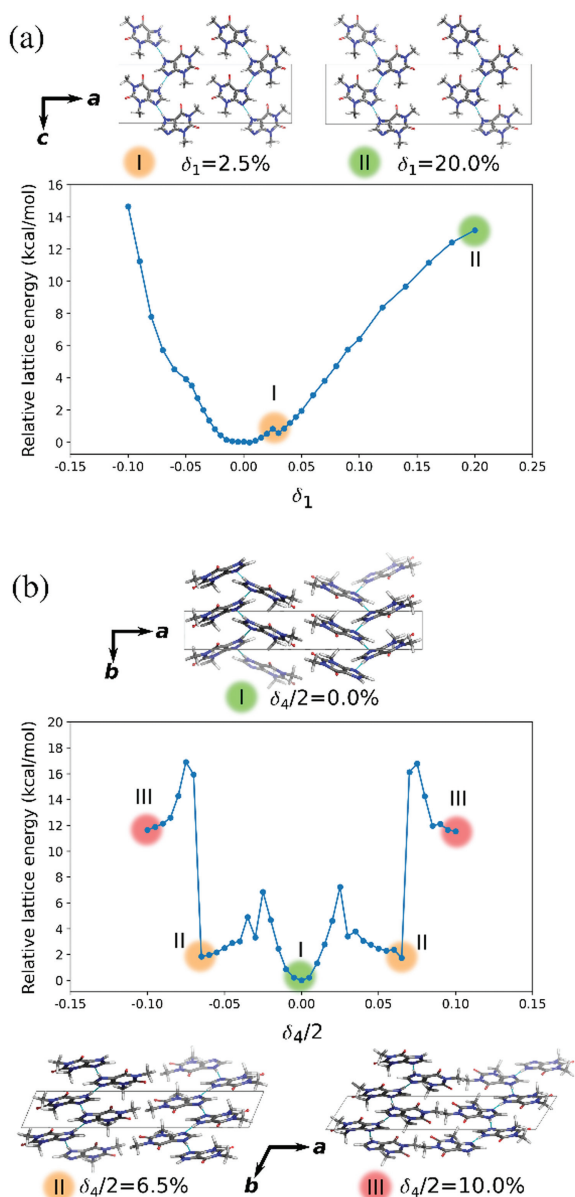 (a)
a
c
I δ₁=2.5%
II δ₁=20.0%
Relative lattice energy (kcal/mol)
16
14
12
10
8
6
4
2
0
I
II
-0.15 -0.10 -0.05 0.00 0.05 0.10 0.15 0.20 0.25
δ₁
(b)
a
b
I δ₄/2=0.0%
Relative lattice energy (kcal/mol)
20
18
16
14
12
10
8
6
4
2
0
III
III
II
I
II
-0.15 -0.10 -0.05 0.00 0.05 0.10 0.15
δ₄/2
a
b
II δ₄/2=6.5%
III δ₄/2=10.0%